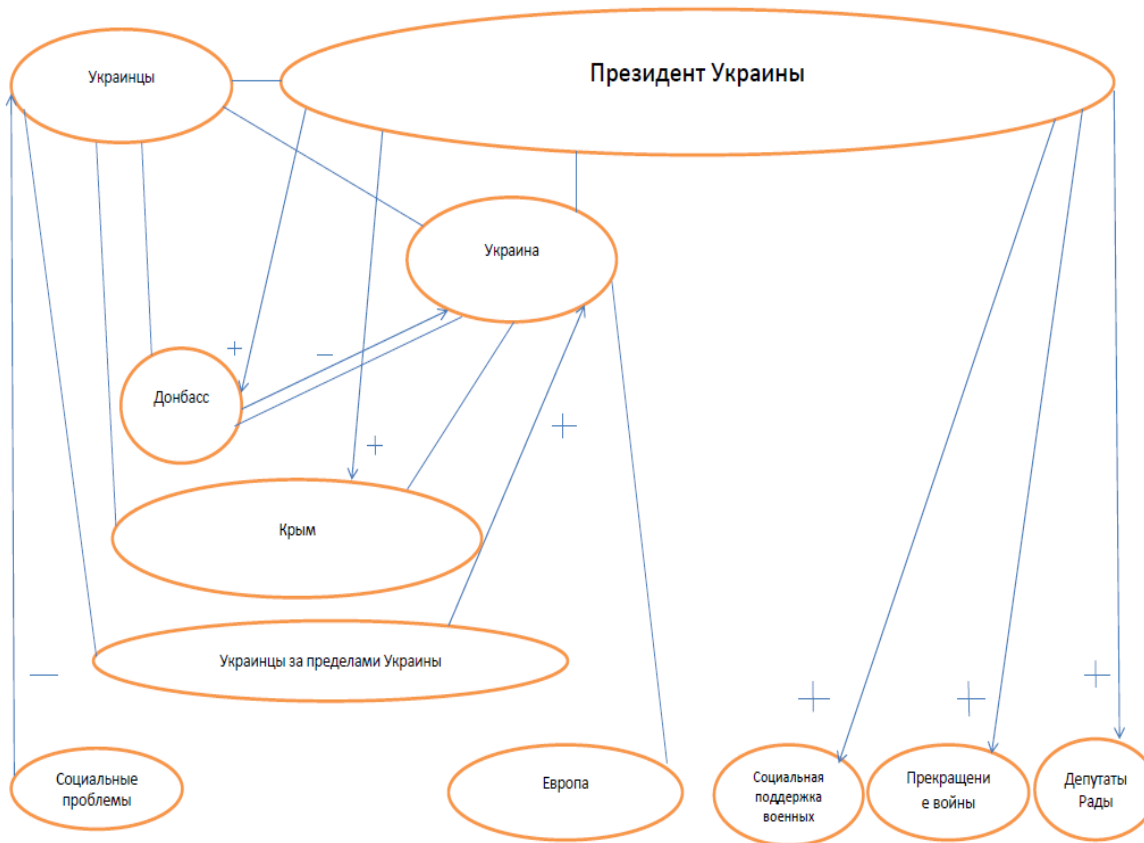 Украинцы
Президент Украины
Украина
+
–
Донбасс
+
+
Крым
Украинцы за пределами Украины
–
+
+
+
Социальные
проблемы
Европа
Социальная
поддержка
военных
Прекращени
е войны
Депутаты
Рады